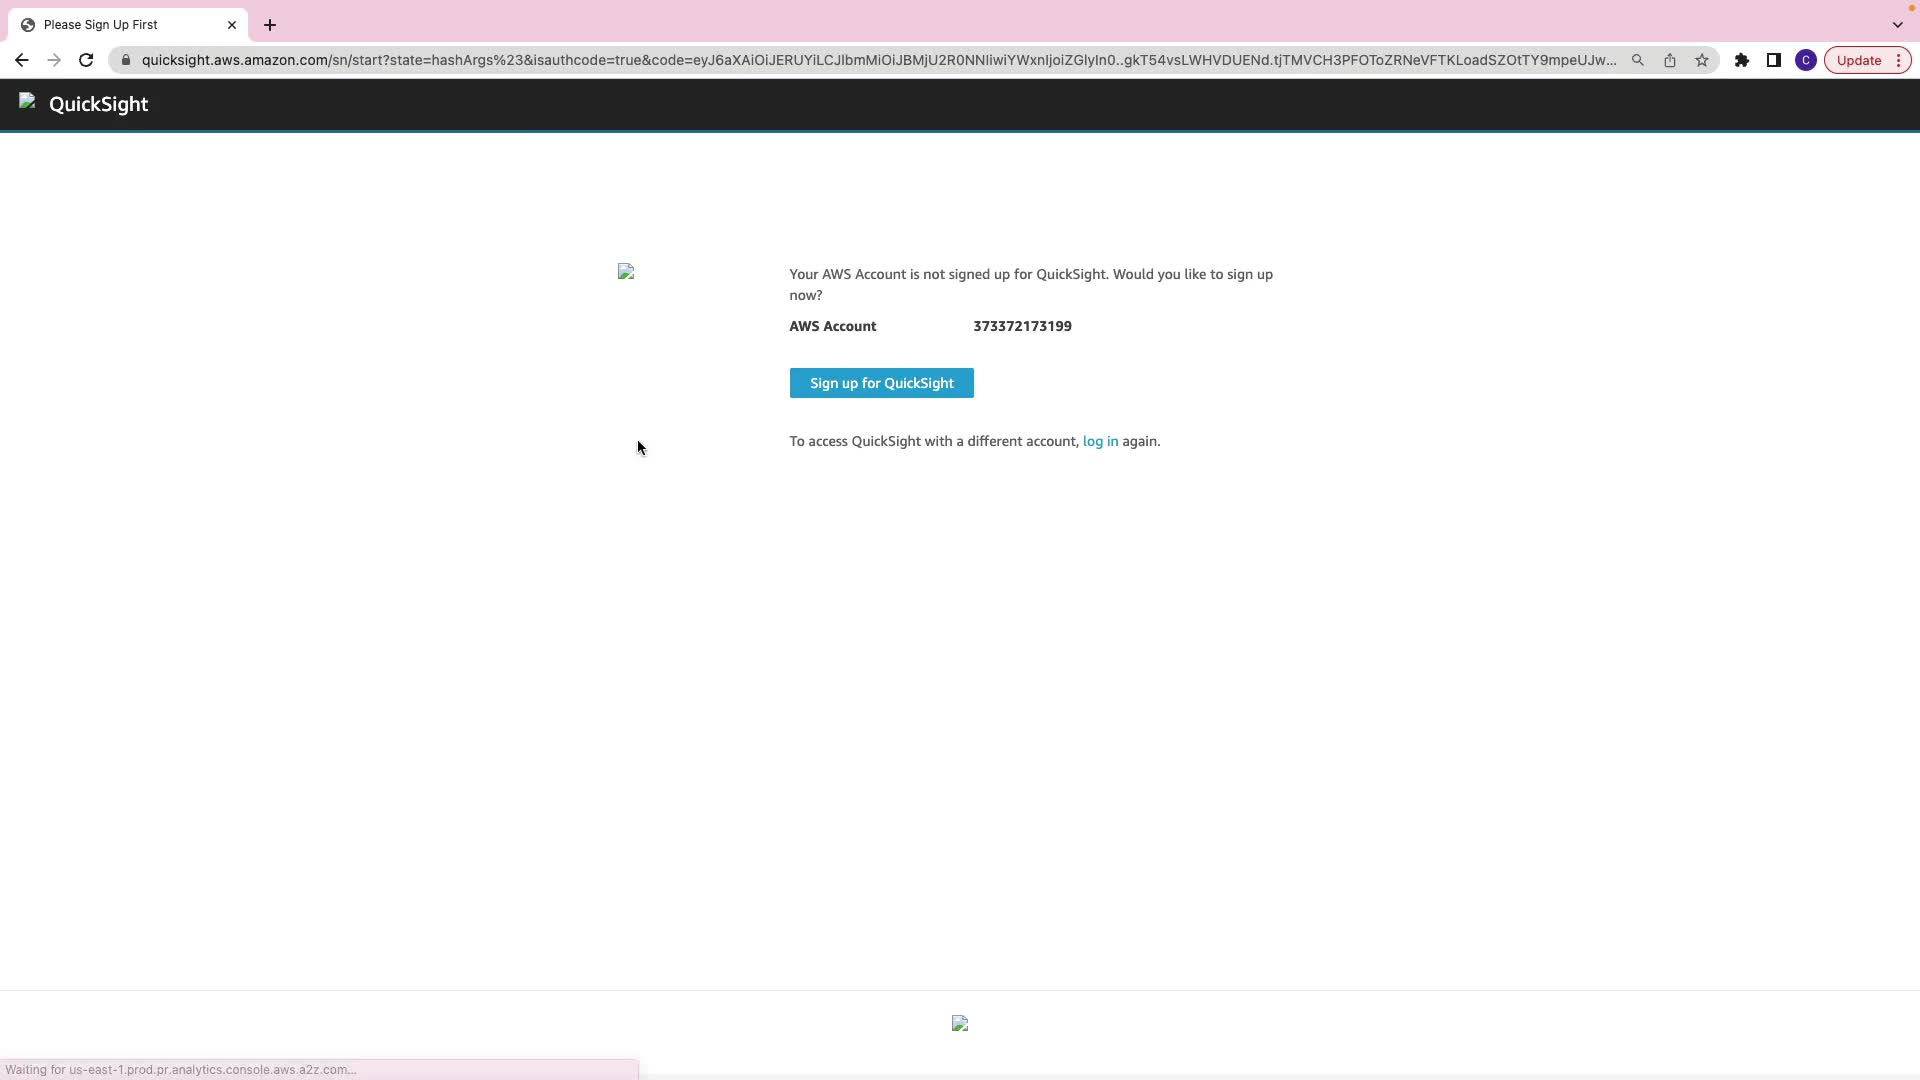 Please Sign Up First
quicksight.aws.amazon.com/sn/start?state=hashArgs%23&isauthcode=true&code=eyJ6aXAiOiJERUYiLCJlbmMiOiJBMjU2R0NNIiwiYWxnIjoiZGlyIn0..gkT54vsLWHVDUENd.tjTMVCH3PFOToZRNeVFTKLoadSZOtTY9mpeUJw...
C
Update
QuickSight
Your AWS Account is not signed up for QuickSight. Would you like to sign up
now?
AWS Account 373372173199
Sign up for QuickSight
To access QuickSight with a different account, log in again.
Waiting for us-east-1.prod.pr.analytics.console.aws.a2z.com...